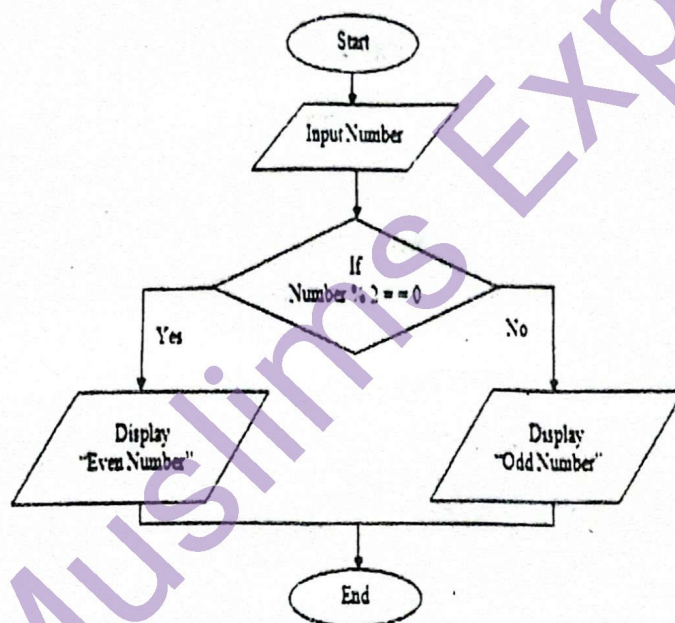 Start
Input Number
If
Number % 2 = = 0
Yes
No
Display
"Even Number"
Display
"Odd Number"
End
Muslims Exp